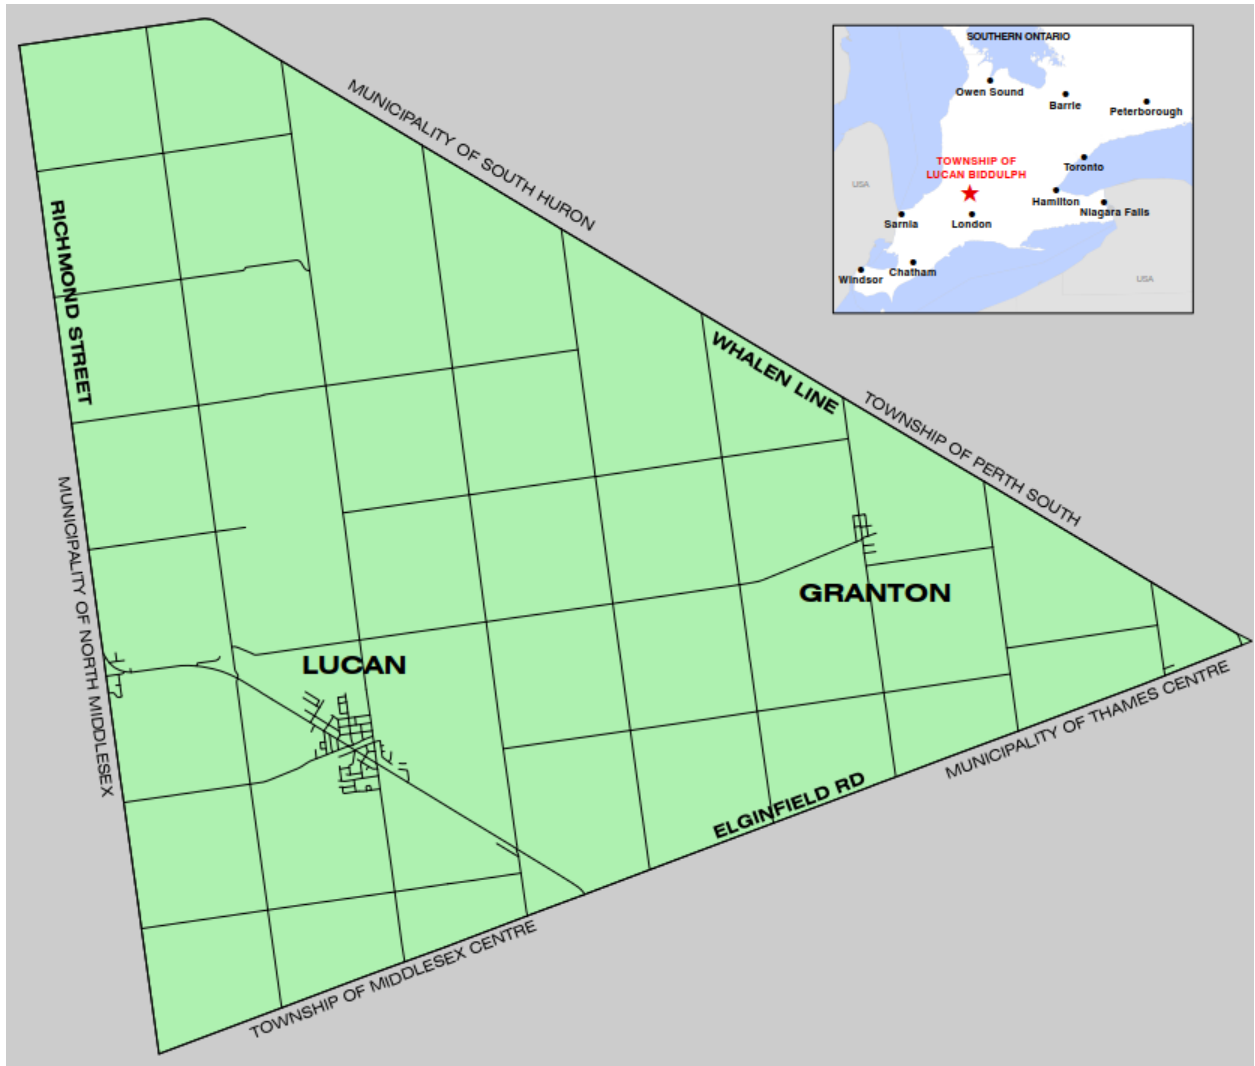 SOUTHERN ONTARIO
Owen Sound
Barrie
Peterborough
TOWNSHIP OF
LUCAN BIDDULPH
Toronto
USA
Hamilton
Niagara Falls
Sarnia
London
Windsor
Chatham
USA
MUNICIPALITY OF SOUTH HURON
RICHMOND STREET
WHALEN LINE
TOWNSHIP OF PERTH SOUTH
MUNICIPALITY OF NORTH MIDDLESEX
GRANTON
LUCAN
ELGINFIELD RD
MUNICIPALITY OF THAMES CENTRE
TOWNSHIP OF MIDDLESEX CENTRE